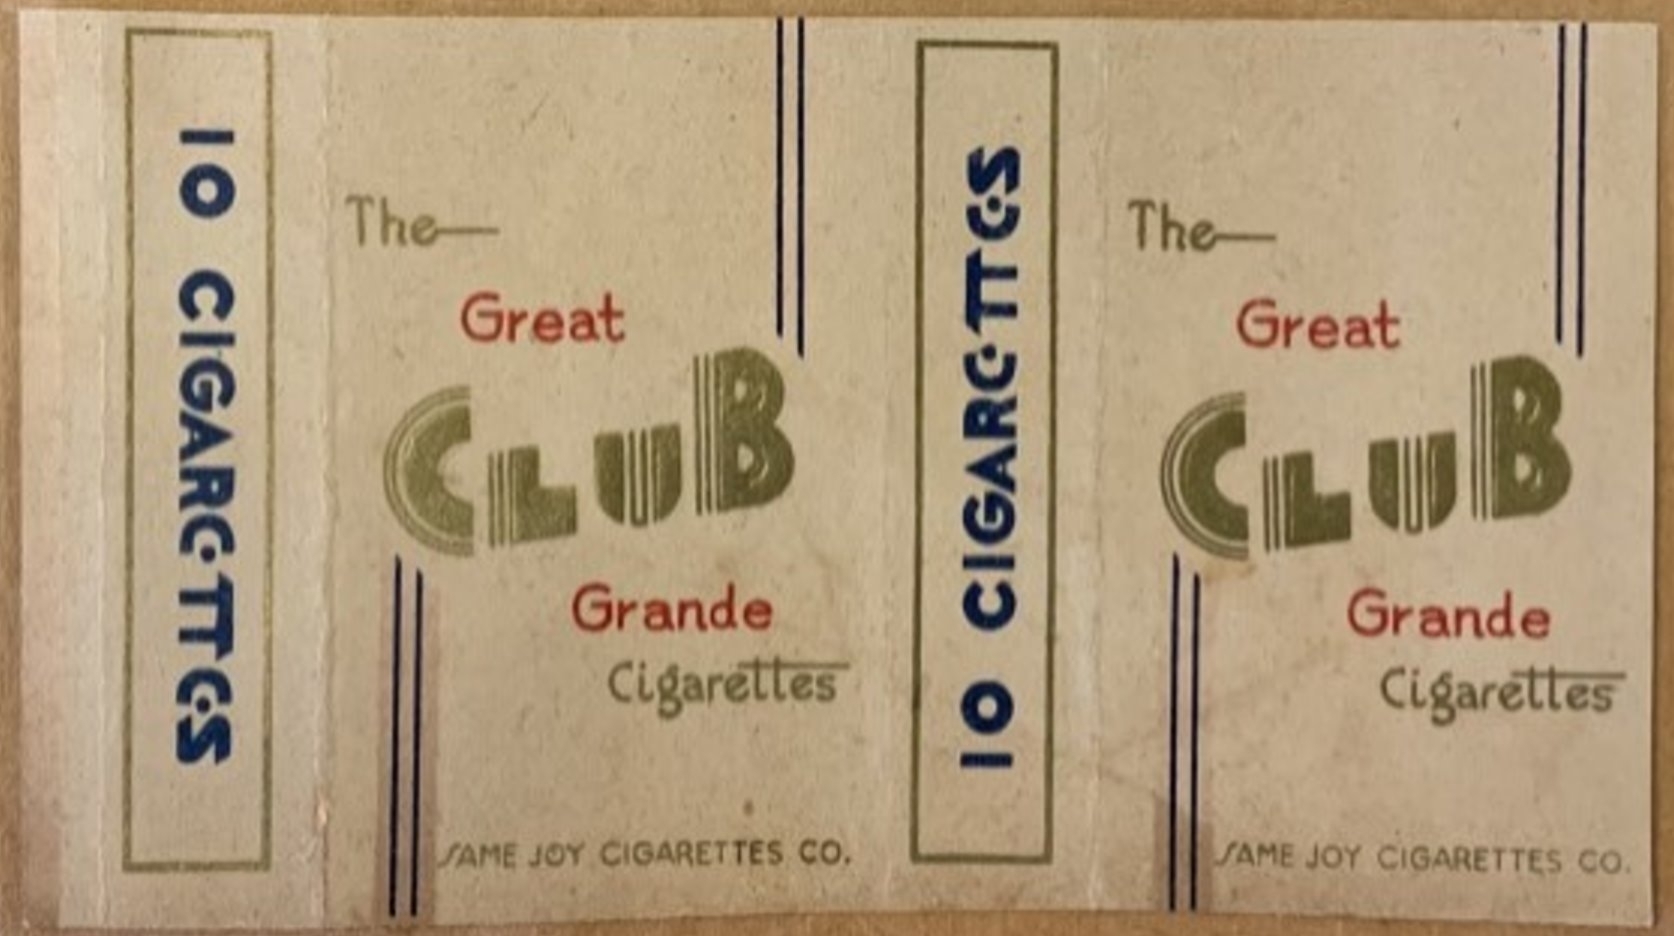 10 CIGARETTES
The
Great
CLUB
Grande
Cigarettes
SAME JOY CIGARETTES CO.
10 CIGARETTES
The
Great
CLUB
Grande
Cigarettes
SAME JOY CIGARETTES CO.